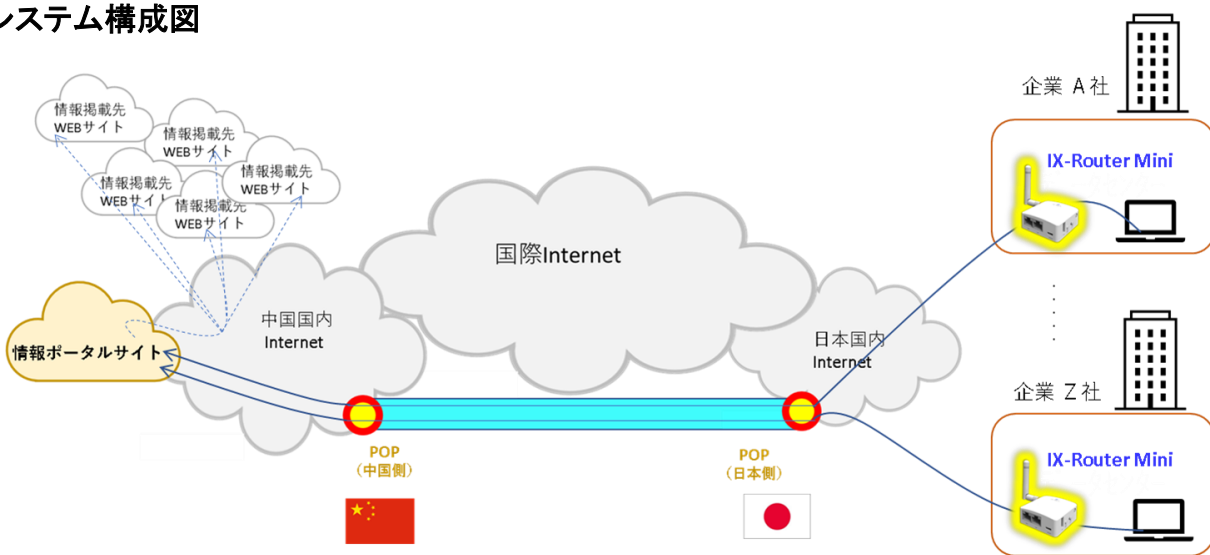 システム構成図
情報掲載先
WEBサイト
情報掲載先
WEBサイト
情報掲載先
WEBサイト
情報掲載先
WEBサイト
情報掲載先
WEBサイト
情報ポータルサイト
中国国内
Internet
国際Internet
日本国内
Internet
POP
（中国側）
POP
（日本側）
企業 A社
IX-Router Mini
企業 Z社
IX-Router Mini